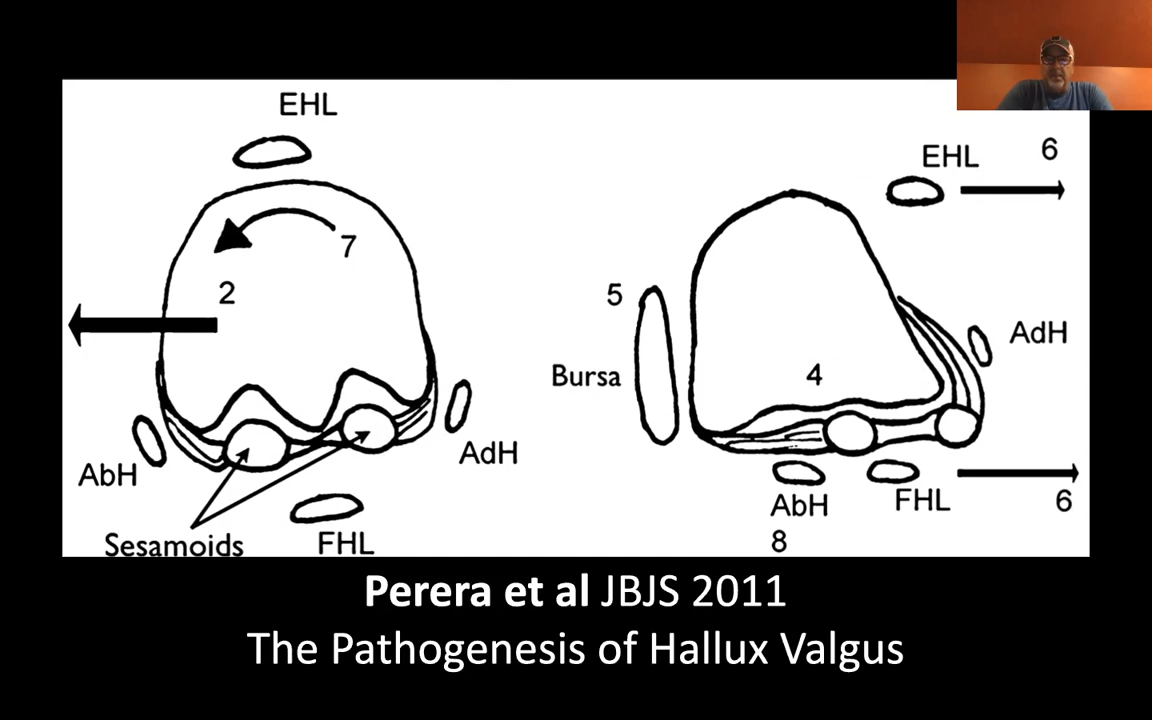 EHL
7
2
AbH
AdH
Sesamoids
FHL
EHL
6
5
Bursa
AdH
4
AbH
FHL
6
8
Perera et al JBJS 2011
The Pathogenesis of Hallux Valgus